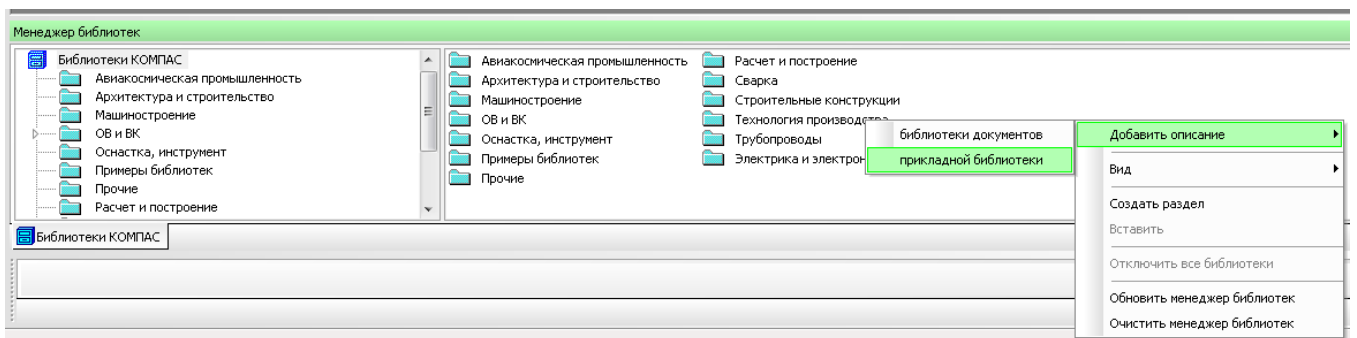 Менеджер библиотек
Библиотеки КОМПАС
Авиакосмическая промышленность
Архитектура и строительство
Машиностроение
ОВ и ВК
Оснастка, инструмент
Примеры библиотек
Прочие
Расчет и построение
Авиакосмическая промышленность
Архитектура и строительство
Машиностроение
ОВ и ВК
Оснастка, инструмент
Примеры библиотек
Прочие
Расчет и построение
Сварка
Строительные конструкции
Технология производства
Трубопроводы
Электрика и электрон
библиотеки документов
прикладной библиотеки
Добавить описание
Вид
Создать раздел
Вставить
Отключить все библиотеки
Обновить менеджер библиотек
Очистить менеджер библиотек
Библиотеки КОМПАС